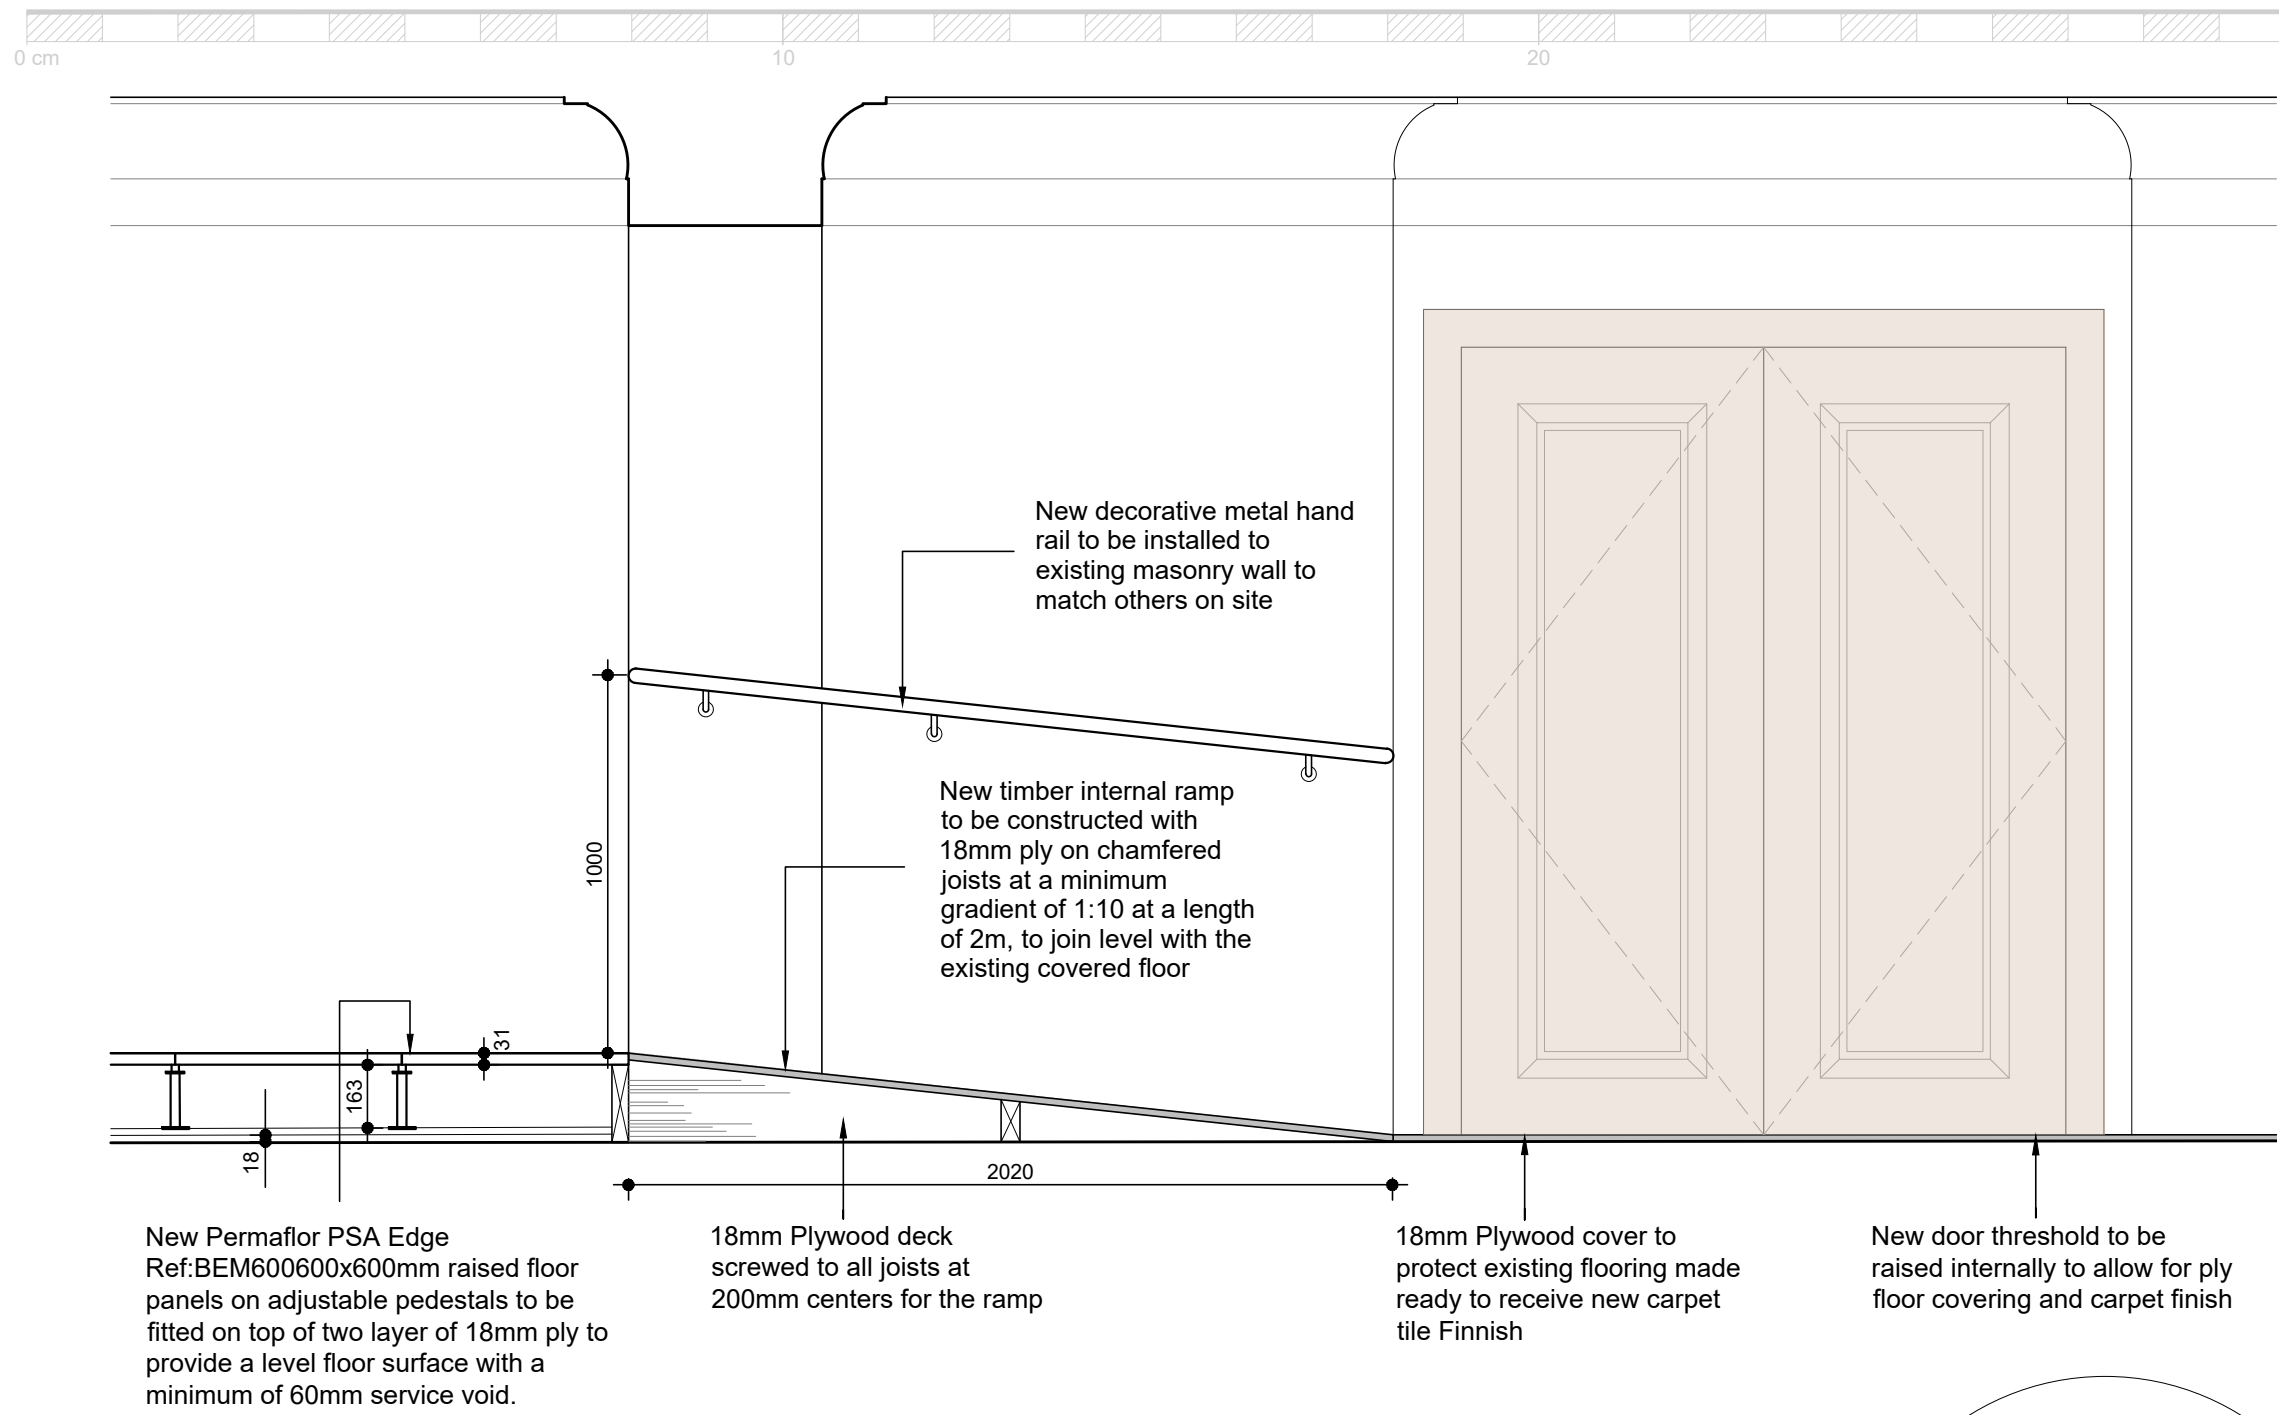 0 cm
10
20
New decorative metal hand
rail to be installed to
existing masonry wall to
match others on site
New timber internal ramp
to be constructed with
18mm ply on chamfered
joists at a minimum
gradient of 1:10 at a length
of 2m, to join level with the
existing covered floor
1000
31
163
18
2020
New Permaflor PSA Edge
Ref:BEM600600x600mm raised floor
panels on adjustable pedestals to be
fitted on top of two layer of 18mm ply to
provide a level floor surface with a
minimum of 60mm service void.
18mm Plywood deck
screwed to all joists at
200mm centers for the ramp
18mm Plywood cover to
protect existing flooring made
ready to receive new carpet
tile Finnish
New door threshold to be
raised internally to allow for ply
floor covering and carpet finish